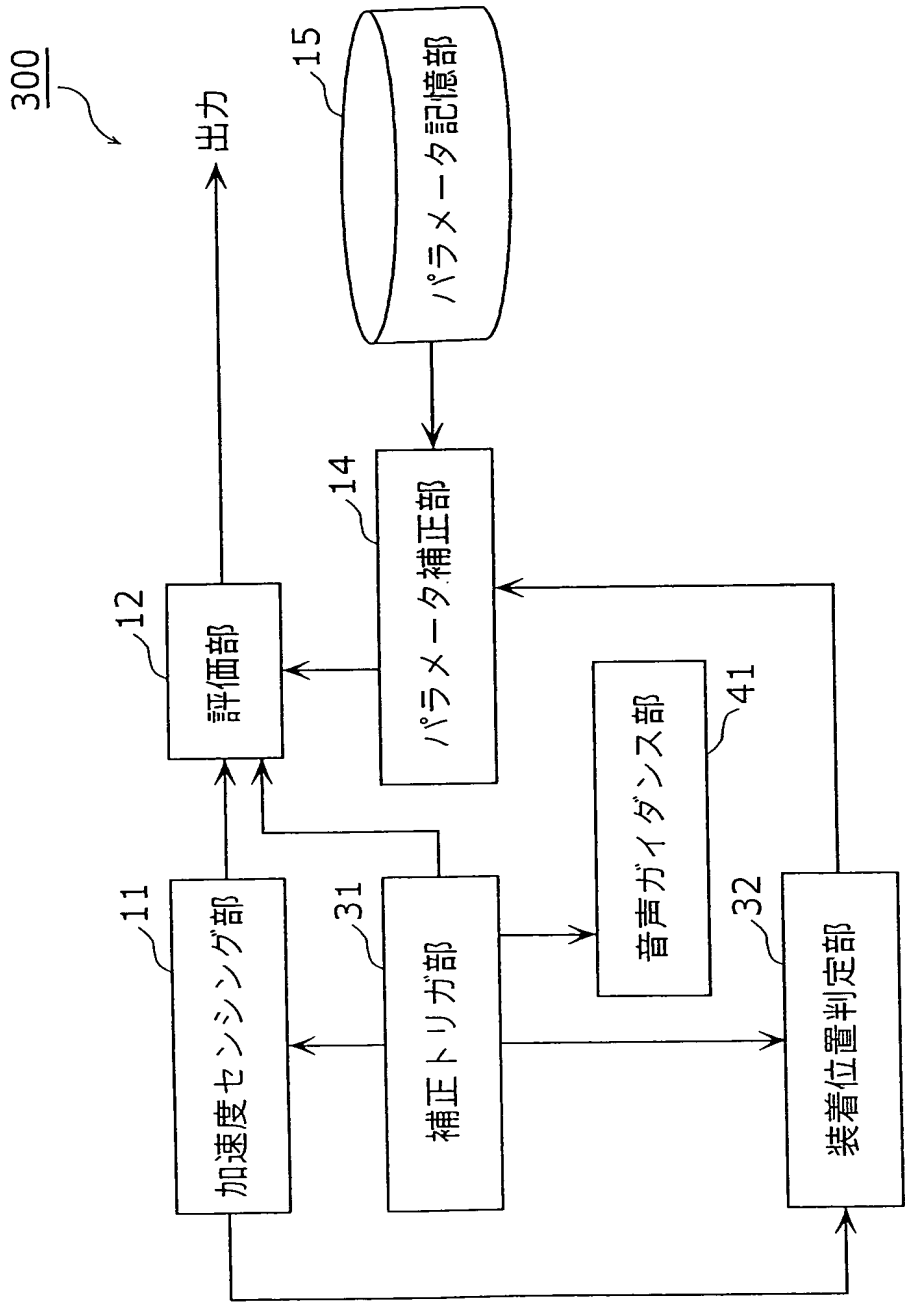 300
11
加速度センシング部
12
評価部
出力
31
補正トリガ部
14
パラメータ補正部
15
パラメータ記憶部
音声ガイダンス部
41
32
装着位置判定部